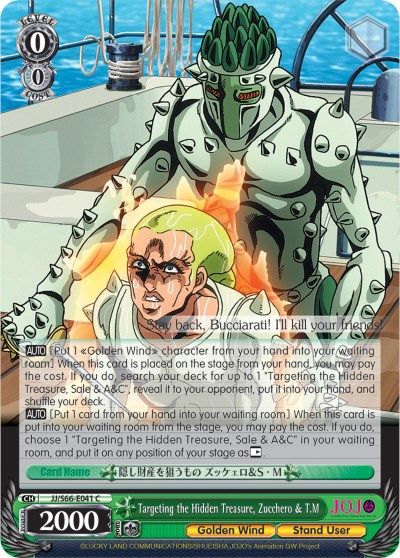 LEVEL
0
0
COST
Stay back, Bucciarati! I'll kill your friends!
AUTO [Put 1 «Golden Wind» character from your hand into your waiting
room] When this card is placed on the stage from your hand, you may pay
the cost. If you do, search your deck for up to 1 "Targeting the Hidden
Treasure, Sale & A&C", reveal it to your opponent, put it into your hand, and
shuffle your deck.
AUTO [Put 1 card from your hand into your waiting room] When this card is put
into your waiting room from the stage, you may pay the cost. If you do,
choose 1 "Targeting the Hidden Treasure, Sale & A&C" in your waiting
room, and put it in any position on your stage
Card Name 隠し財産を狙うもの ズッケェロ&S・M
CD JJ/S66-E041 C Targeting the Hidden Treasure, Zucchero & T.M JOJO
2000
Golden Wind Stand User
©LUCKY LAND COMMUNICATIONS/SHUEISHA,JOJO's Animation GW Project